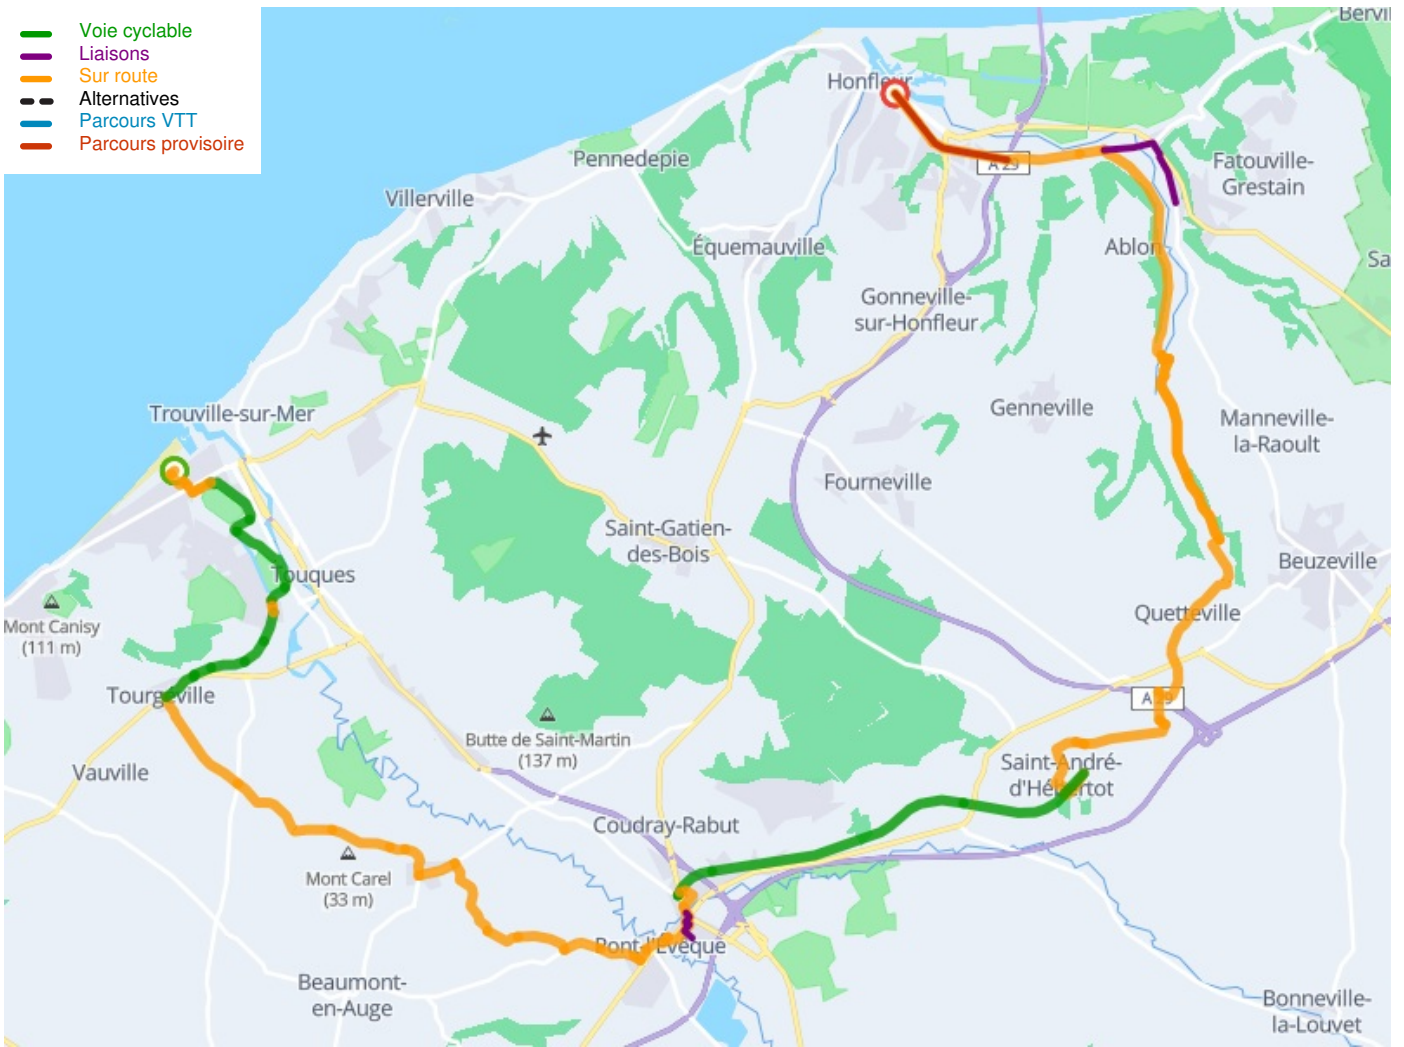 Voie cyclable
Liaisons
Sur route
Alternatives
Parcours VTT
Parcours provisoire
Honfleur
Pennedepie
A 29
Fatouville-
Grestain
Villerville
Équemauville
Ablon
Gonneville-
sur-Honfleur
Trouville-sur-Mer
Genneville
Manneville-
la-Raoult
Fourneville
Saint-Gatien-
des-Bois
Beuzeville
Touques
Quetteville
Mont Canisy
(111 m)
Tourgéville
A 29
Butte de Saint-Martin
(137 m)
Vauville
Saint-André-
d'Hébertot
Coudray-Rabut
Mont Carel
(33 m)
Pont-l'Évêque
Beaumont-
en-Auge
Bonneville-
la-Louvet